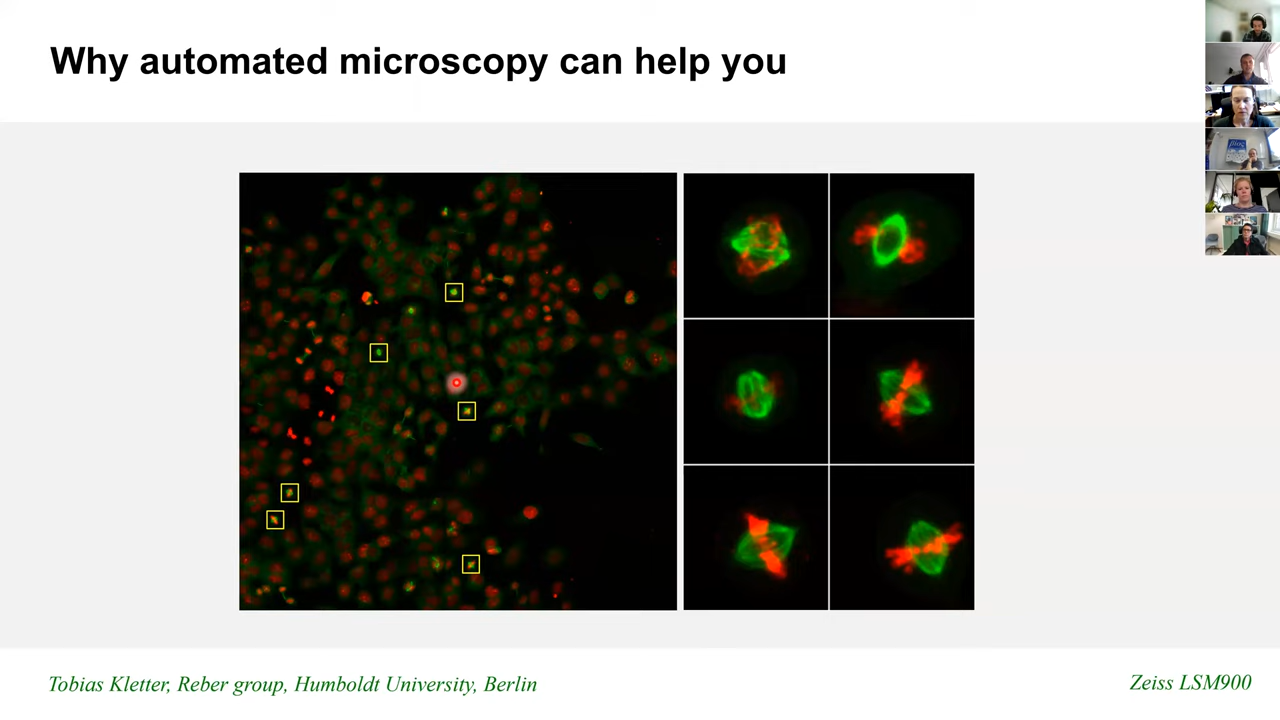 Why automated microscopy can help you
Tobias Kletter, Reber group, Humboldt University, Berlin
Zeiss LSM900